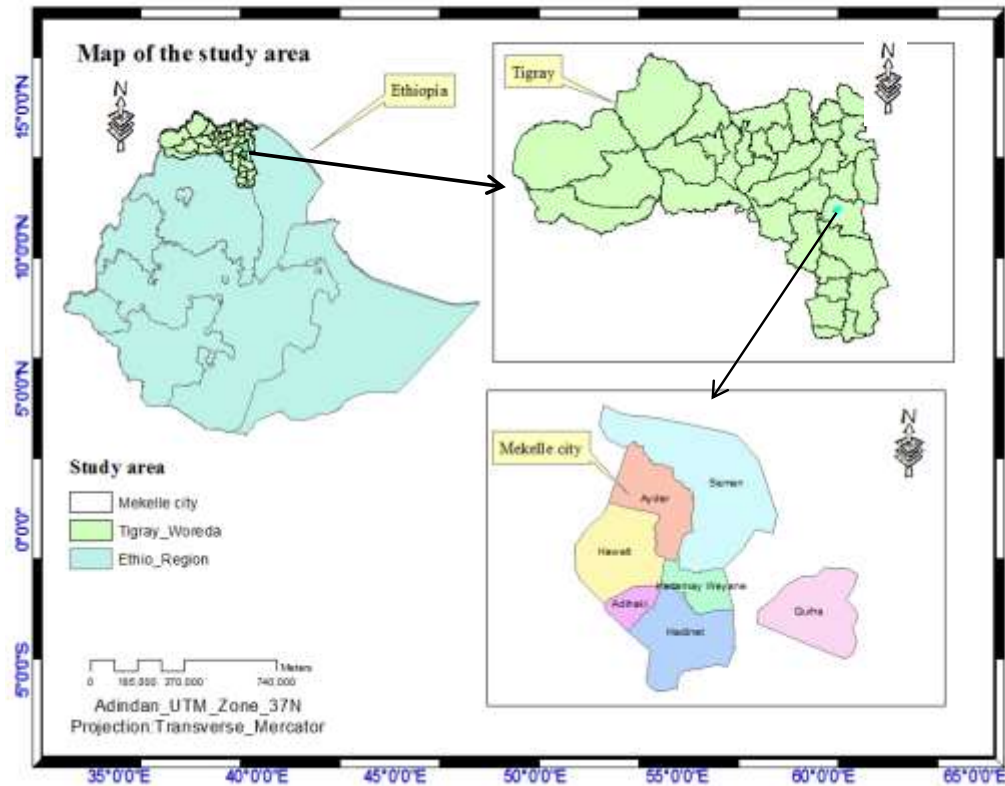 Map of the study area
N
Ethiopia
N
Tigray
15°0'0"N
10°0'0"N
5°0'0"N
0°0'0"
5°0'0"S
Study area
Mekelle city
Tigray_Woreda
Ethio_Region
0 185,000 370,000 740,000
Meters
Adindan_UTM_Zone_37N
Projection:Transverse_Mercator
N
Mekelle city
Semen
Ayder
Hawelti
Hadamay Weyane
Adihaki
Hadinet
Quiha
35°0'0"E 40°0'0"E 45°0'0"E 50°0'0"E 55°0'0"E 60°0'0"E 65°0'0"E